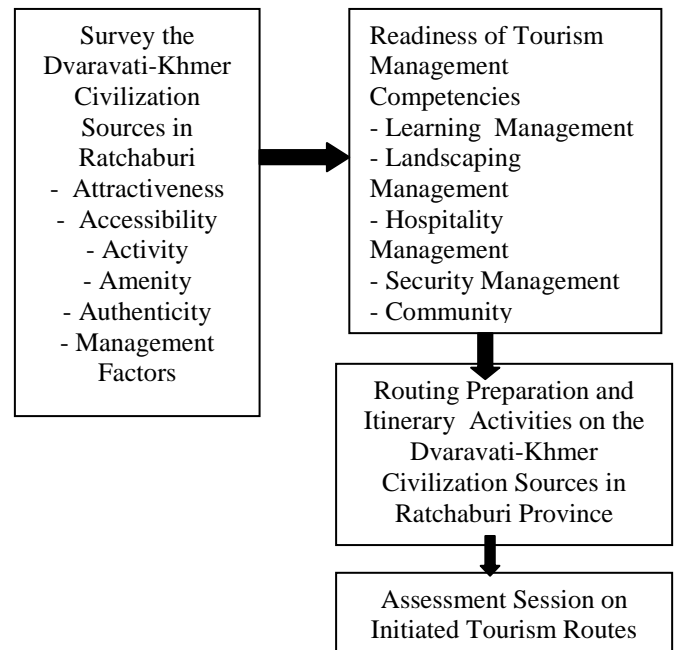 Survey the
Dvaravati-Khmer
Civilization
Sources in
Ratchaburi
- Attractiveness
- Accessibility
- Activity
- Amenity
- Authenticity
- Management
Factors
Readiness of Tourism
Management
Competencies
- Learning Management
- Landscaping
Management
- Hospitality
Management
- Security Management
- Community
Routing Preparation and
Itinerary Activities on the
Dvaravati-Khmer
Civilization Sources in
Ratchaburi Province
Assessment Session on
Initiated Tourism Routes